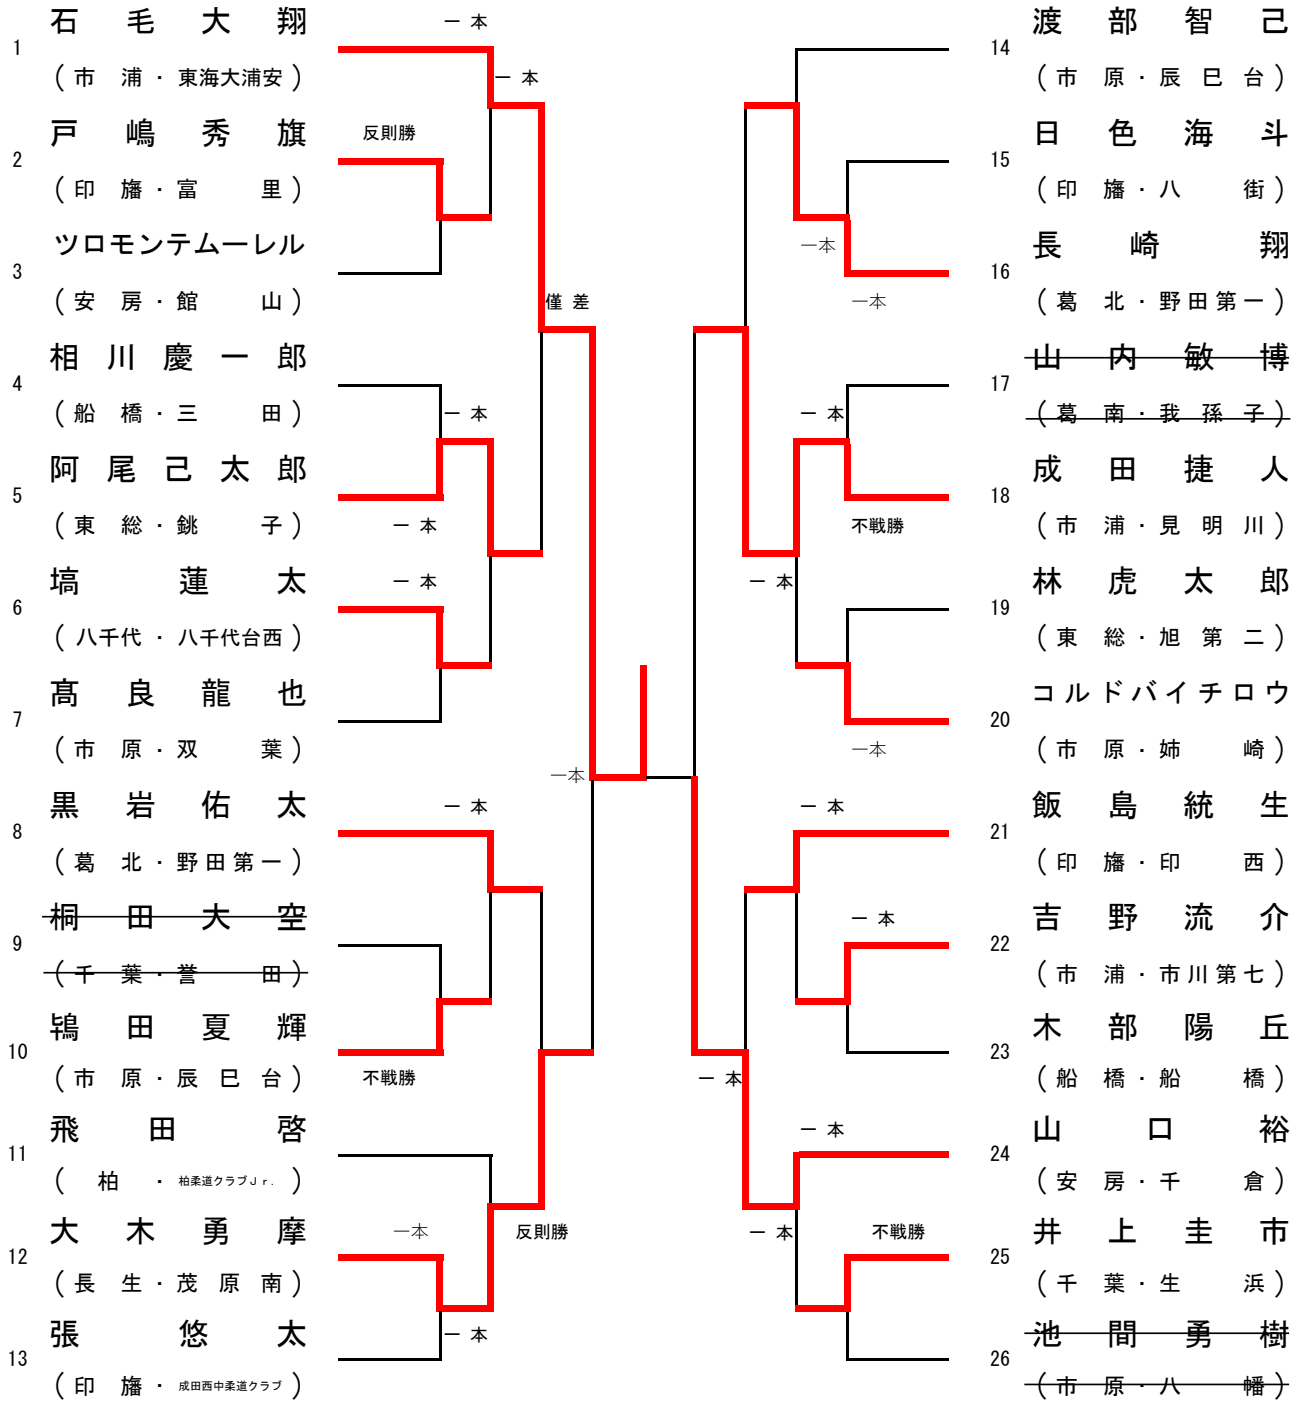 石毛大翔
1
(市浦・東海大浦安)
戸嶋秀旗
2
(印旛・富里)
ツロモンテムーレル
3
(安房・館山)
相川慶一郎
4
(船橋・三田)
阿尾己太郎
5
(東総・銚子)
塙蓮太
6
(八千代・八千代台西)
髙良龍也
7
(市原・双葉)
黒岩佑太
8
(葛北・野田第一)
桐田大空
9
(千葉・誉田)
鴇田夏輝
10
(市原・辰巳台)
飛田啓
11
(柏・柏柔道クラブJr.)
大木勇摩
12
(長生・茂原南)
張悠太
13
(印旛・成田西中柔道クラブ)
一本
一本
反則勝
僅差
一本
一本
一本
一本
一本
不戦勝
一本
反則勝
一本
一本
一本
一本
不戦勝
一本
一本
一本
一本
一本
一本
一本
不戦勝
渡部智己
14
(市原・辰巳台)
日色海斗
15
(印旛・八街)
長崎翔
16
(葛北・野田第一)
山内敏博
17
(葛南・我孫子)
成田捷人
18
(市浦・見明川)
林虎太郎
19
(東総・旭第二)
コルドバイチロウ
20
(市原・姉崎)
飯島統生
21
(印旛・印西)
吉野流介
22
(市浦・市川第七)
木部陽丘
23
(船橋・船橋)
山口裕
24
(安房・千倉)
井上圭市
25
(千葉・生浜)
池間勇樹
26
(市原・八幡)